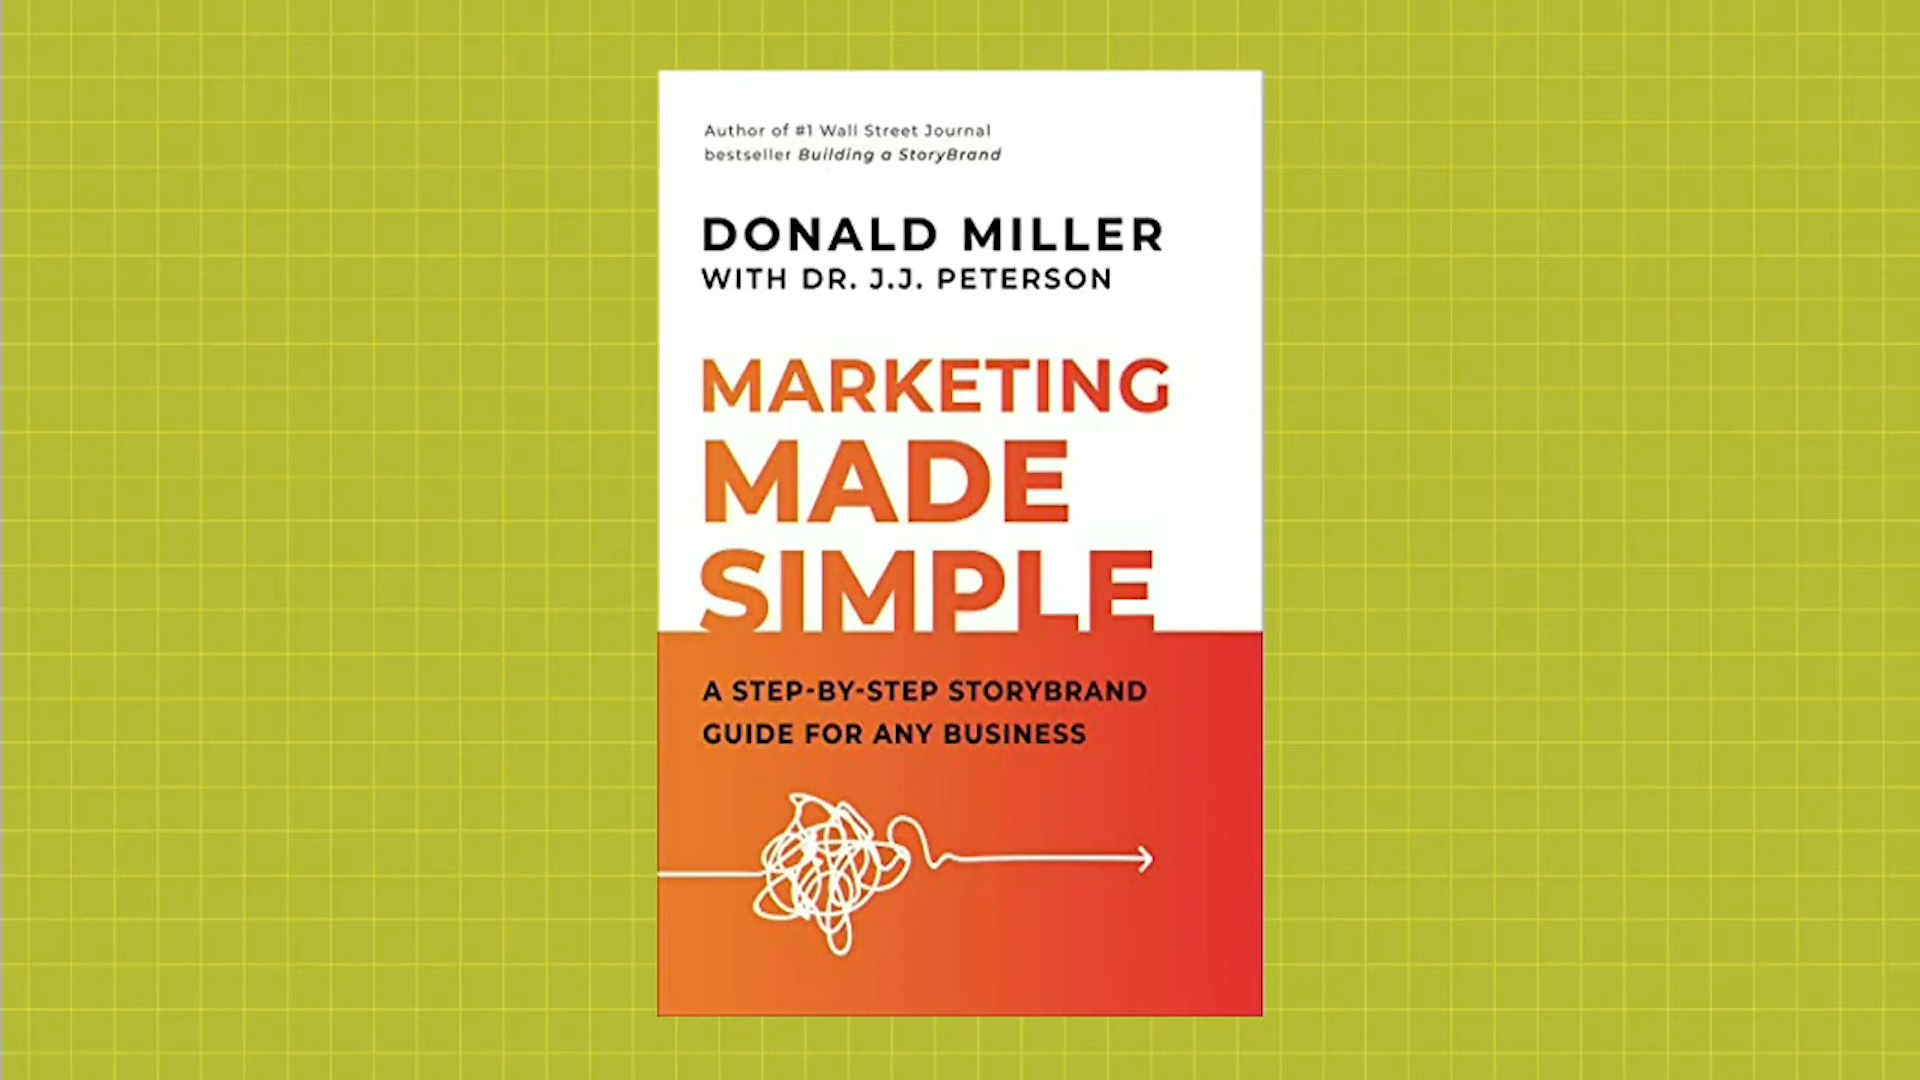 Author of #1 Wall Street Journal
bestseller Building a StoryBrand
DONALD MILLER
WITH DR. J.J. PETERSON
MARKETING
MADE
SIMPLE
A STEP-BY-STEP STORYBRAND
GUIDE FOR ANY BUSINESS